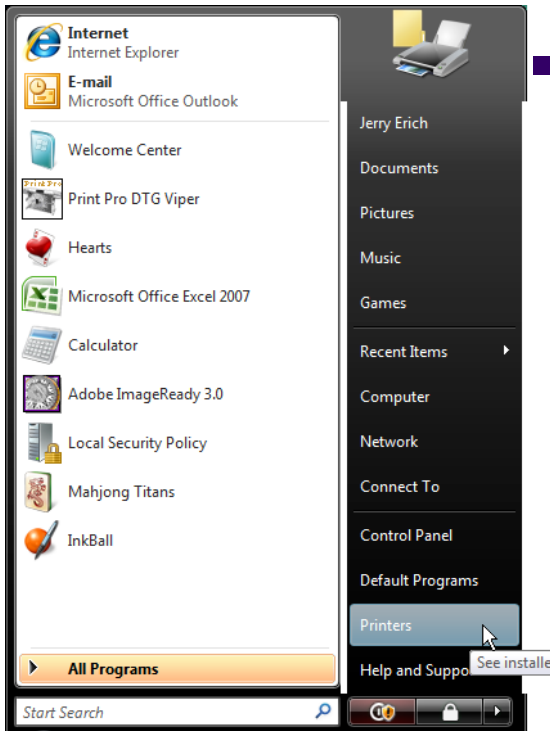 Internet
Internet Explorer
E-mail
Microsoft Office Outlook
Welcome Center
Print Pro DTG Viper
Hearts
Microsoft Office Excel 2007
Calculator
Adobe ImageReady 3.0
Local Security Policy
Mahjong Titans
InkBall
All Programs
Start Search
Jerry Erich
Documents
Pictures
Music
Games
Recent Items
Computer
Network
Connect To
Control Panel
Default Programs
Printers
Help and Suppo
See installe